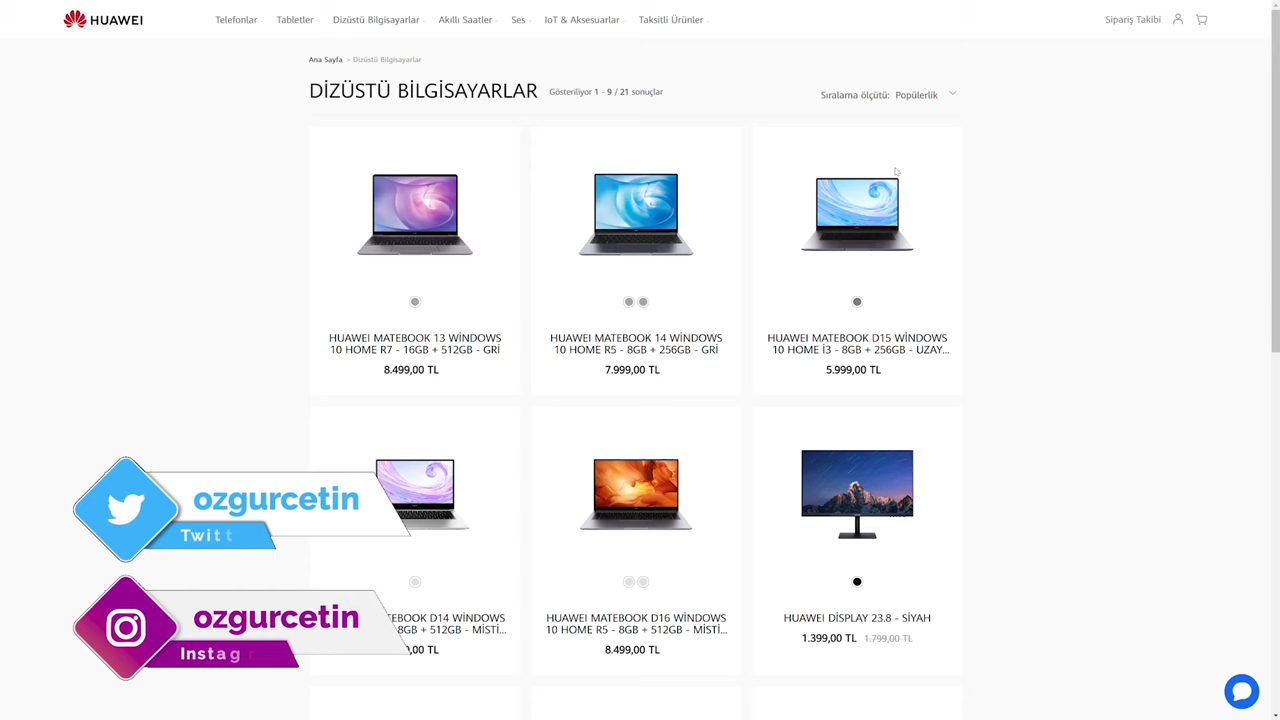 HUAWEI
Telefonlar
Tabletler
Dizüstü Bilgisayarlar
Akıllı Saatler
Ses
IoT & Aksesuarlar
Taksitli Ürünler
Sipariş Takibi
Ana Sayfa > Dizüstü Bilgisayarlar
DİZÜSTÜ BİLGİSAYARLAR
Gösteriliyor 1 - 9 / 21 sonuçlar
Sıralama ölçütü: Popülerlik
HUAWEI MATEBOOK 13 WİNDOWS
10 HOME R7 - 16GB + 512GB - GRİ
8.499,00 TL
HUAWEI MATEBOOK 14 WİNDOWS
10 HOME R5 - 8GB + 256GB - GRİ
7.999,00 TL
HUAWEI MATEBOOK D15 WİNDOWS
10 HOME İ3 - 8GB + 256GB - UZAY...
5.999,00 TL
EBOOK D14 WİNDOWS
8GB + 512GB - MİSTİ...
00 TL
HUAWEI MATEBOOK D16 WİNDOWS
10 HOME R5 - 8GB + 512GB - MİSTİ...
8.499,00 TL
HUAWEI DİSPLAY 23.8 - SİYAH
1.399,00 TL 1.799,00 TL
ozgurcetin
Twitt
ozgurcetin
Instagr